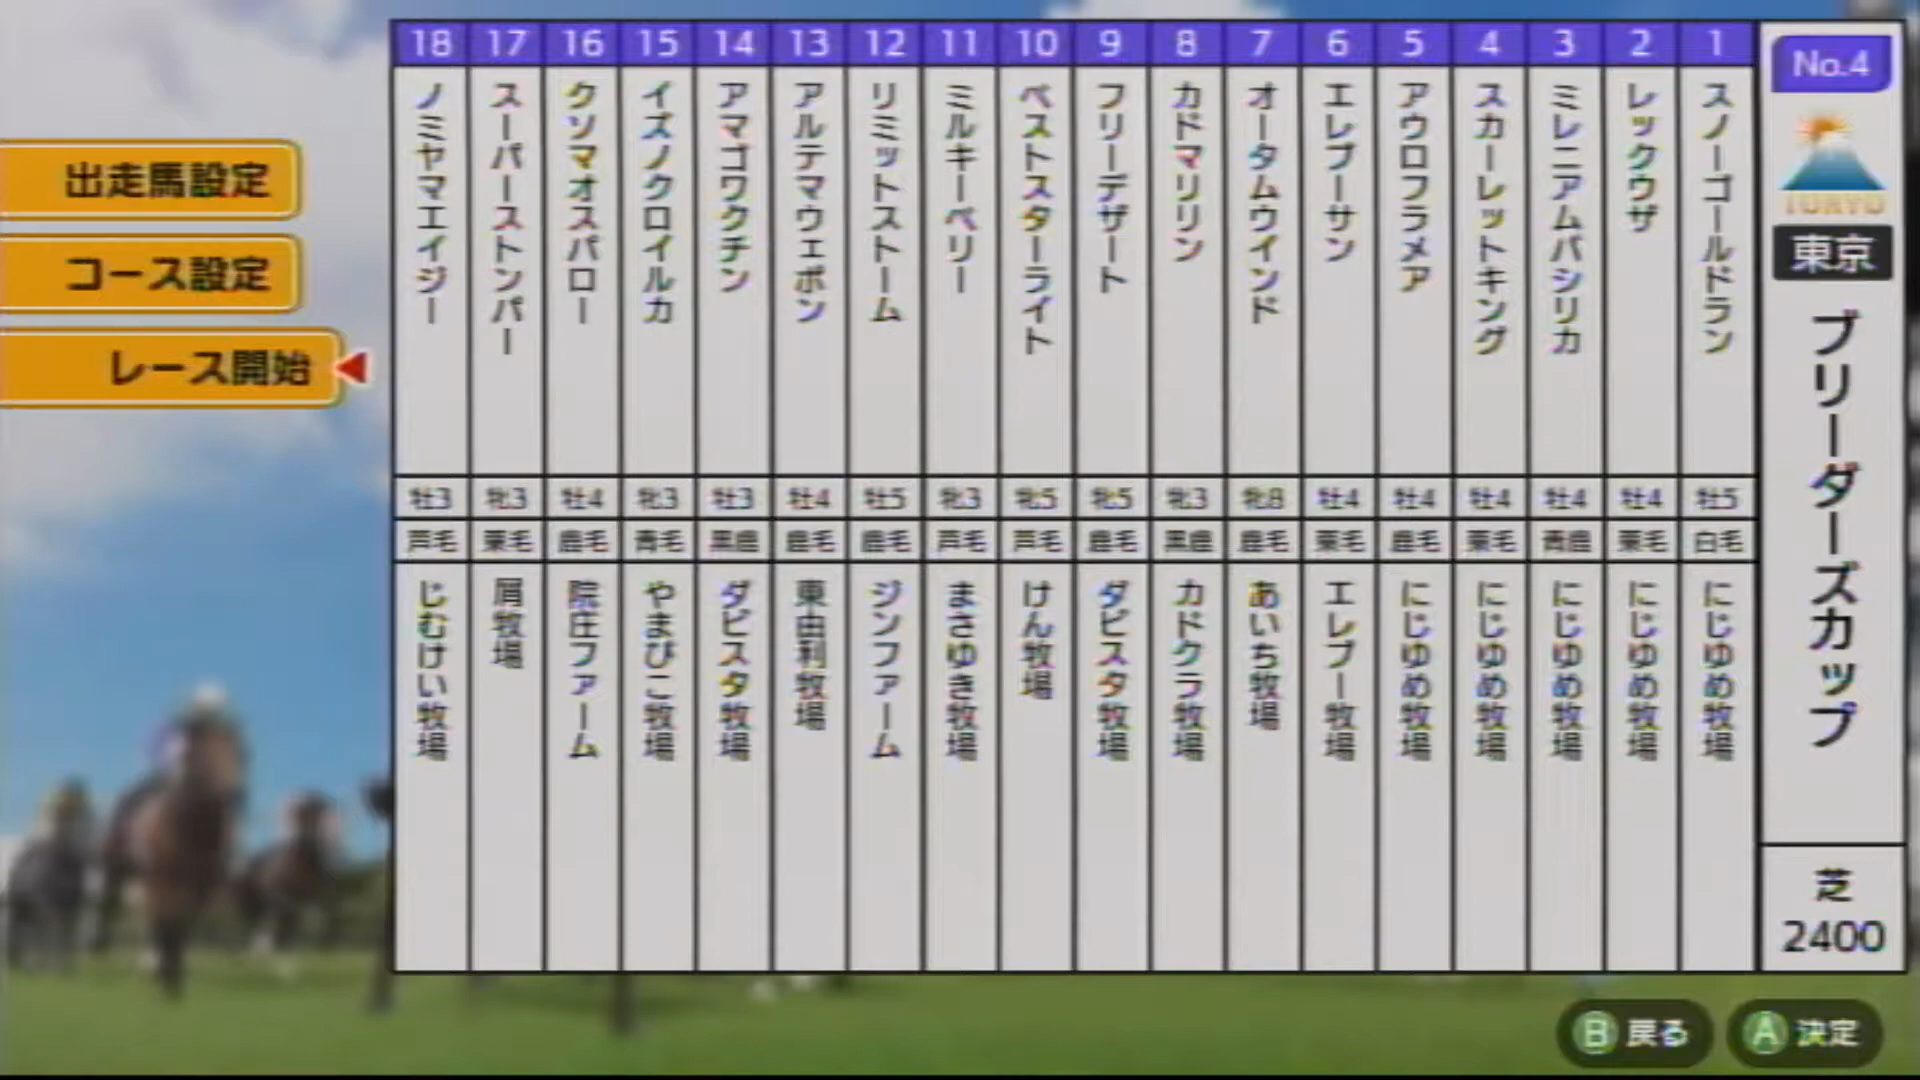 No.4
TOKYO
東京
ブリーダーズカップ
芝
2400
1
スノーゴールドラン
牡5
白毛
にじゆめ牧場
2
レックウザ
牡4
栗毛
にじゆめ牧場
3
ミレニアムバシリカ
牡4
青鹿
にじゆめ牧場
4
スカーレットキング
牡4
栗毛
にじゆめ牧場
5
アウロフラメア
牡4
鹿毛
にじゆめ牧場
6
エレブーサン
牡4
栗毛
エレブー牧場
7
オータムウインド
牝8
鹿毛
あいち牧場
8
カドマリリン
牝3
黒鹿
カドクラ牧場
9
フリーデザート
牝5
鹿毛
ダビスタ牧場
10
ベストスターライト
牝5
芦毛
けん牧場
11
ミルキーベリー
牝3
芦毛
まさゆき牧場
12
リミットストーム
牡5
鹿毛
ジンファーム
13
アルテマウェポン
牡4
鹿毛
東由利牧場
14
アマゴワクチン
牡3
黒鹿
ダビスタ牧場
15
イズノクロイルカ
牝3
青毛
やまびこ牧場
16
クソマオスパロー
牡4
鹿毛
院庄ファーム
17
スーパーストンパー
牝3
栗毛
屑牧場
18
ノミヤマエイジー
牡3
芦毛
じむけい牧場
出走馬設定
コース設定
レース開始
B 戻る
A 決定